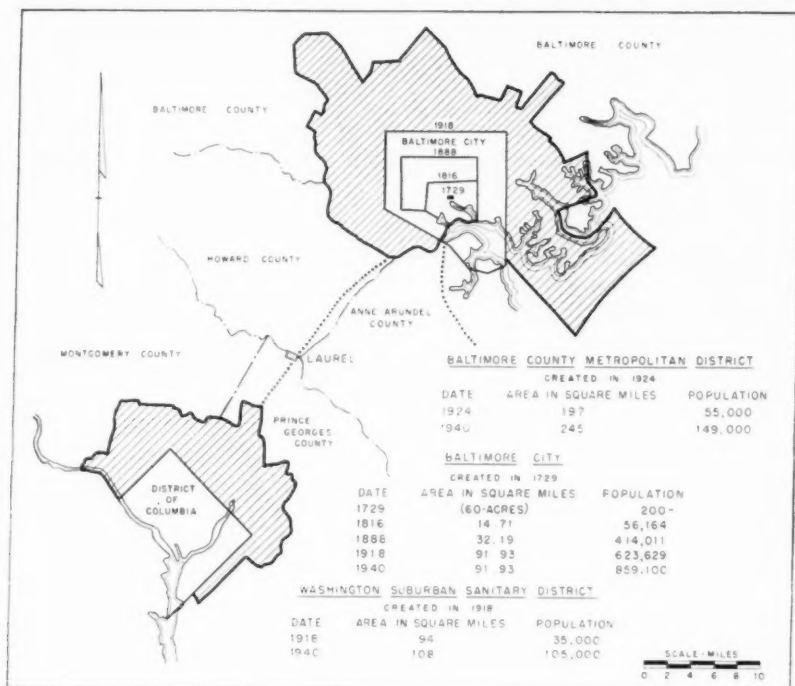 BALTIMORE COUNTY
BALTIMORE COUNTY
1918
BALTIMORE CITY
1888
1816
1729
HOWARD COUNTY
ANNE ARUNDEL
COUNTY
MONTGOMERY COUNTY
LAUREL
PRINCE
GEORGES
COUNTY
DISTRICT
OF
COLUMBIA
BALTIMORE COUNTY METROPOLITAN DISTRICT
CREATED IN 1924
DATE AREA IN SQUARE MILES POPULATION
1924 197 55,000
1940 245 149,000
BALTIMORE CITY
CREATED IN 1729
DATE AREA IN SQUARE MILES POPULATION
1729 (60-ACRES) 200-
1816 14.71 56,164
1888 32.19 414,011
1918 91.93 623,629
1940 91.93 859,100
WASHINGTON SUBURBAN SANITARY DISTRICT
CREATED IN 1918
DATE AREA IN SQUARE MILES POPULATION
1918 94 35,000
1940 108 105,000
SCALE-MILES
0 2 4 6 8 10